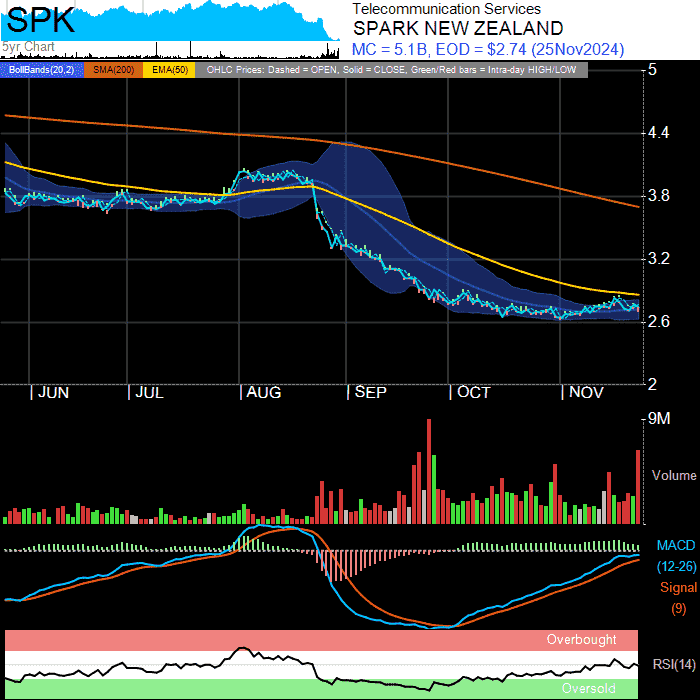 SPK
Telecommunication Services
SPARK NEW ZEALAND
5yr Chart
MC = 5.1B, EOD = $2.74 (25Nov2024)
BollBands(20,2) SMA(200) EMA(50) OHLC Prices: Dashed = OPEN, Solid = CLOSE, Green/Red bars = Intra-day HIGH/LOW
5
4.4
3.8
3.2
2.6
2
JUN JUL AUG SEP OCT NOV
9M
Volume
MACD
(12-26)
Signal
(9)
Overbought
RSI(14)
Oversold